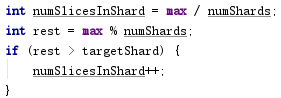 int numSlicesInShard = max / numShards;
int rest = max % numShards;
if (rest > targetShard) {
numSlicesInShard++;
}